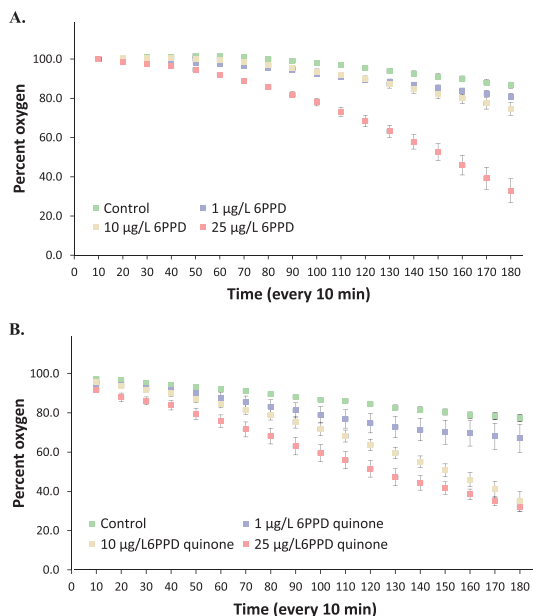 A.
Percent oxygen
100.0
80.0
60.0
40.0
20.0
0.0
Control
1 µg/L 6PPD
10 µg/L 6PPD
25 µg/L 6PPD
0 10 20 30 40 50 60 70 80 90 100 110 120 130 140 150 160 170 180
Time (every 10 min)
B.
Percent oxygen
100.0
80.0
60.0
40.0
20.0
0.0
Control
1 µg/L 6PPD quinone
10 µg/L6PPD quinone
25 µg/L6PPD quinone
0 10 20 30 40 50 60 70 80 90 100 110 120 130 140 150 160 170 180
Time (every 10 min)